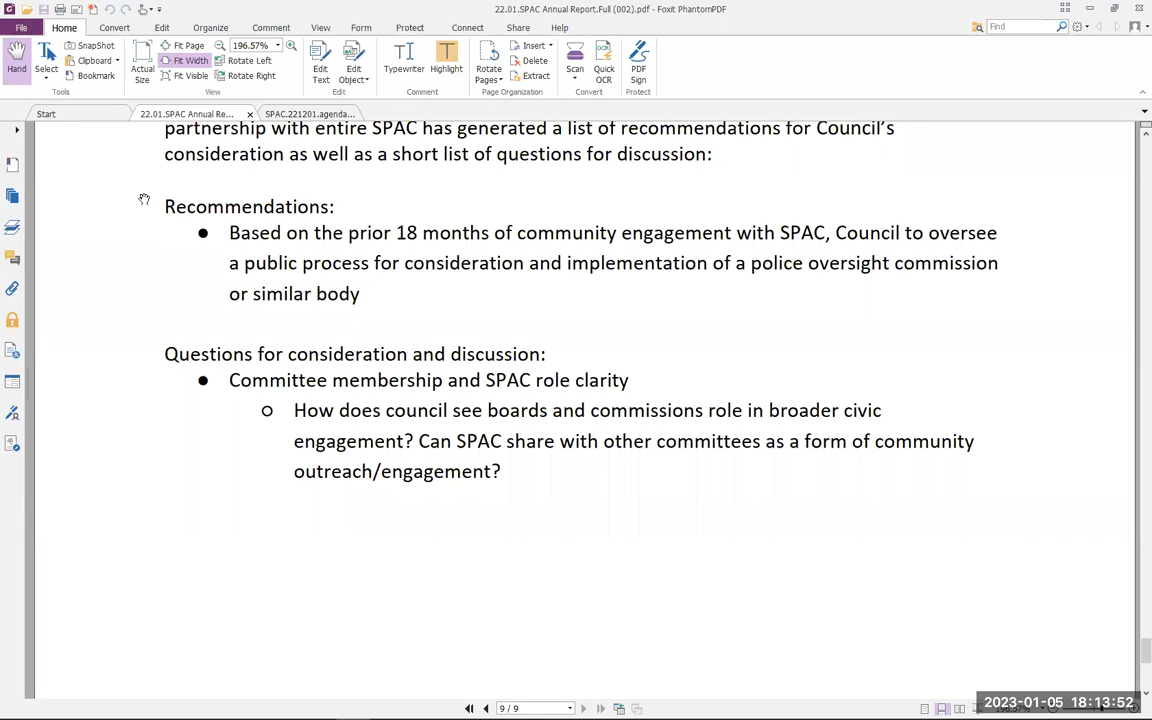 22.01.SPAC Annual Report.Full (002).pdf - Foxit PhantomPDF
File Home Convert Edit Organize Comment View Form Protect Connect Share Help Find
Hand Select SnapShot Clipboard Bookmark Actual Size Fit Page Fit Width Fit Visible 196.57% Rotate Left Rotate Right Edit Text Edit Object Typewriter Highlight Rotate Pages Insert Delete Extract Scan Quick OCR PDF Sign
Tools View Edit Comment Page Organization Convert Protect
Start 22.01.SPAC Annual Re... SPAC.221201.agenda...
partnership with entire SPAC has generated a list of recommendations for Council's
consideration as well as a short list of questions for discussion:
Recommendations:
● Based on the prior 18 months of community engagement with SPAC, Council to oversee
a public process for consideration and implementation of a police oversight commission
or similar body
Questions for consideration and discussion:
● Committee membership and SPAC role clarity
○ How does council see boards and commissions role in broader civic
engagement? Can SPAC share with other committees as a form of community
outreach/engagement?
9 / 9
2023-01-05 18:13:52